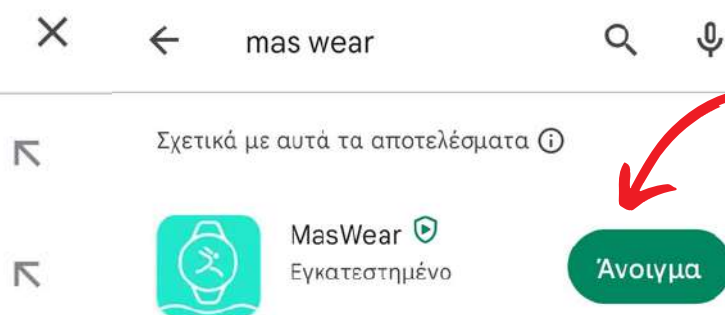 mas wear
Σχετικά με αυτά τα αποτελέσματα
MasWear
Εγκατεστημένο
Άνοιγμα